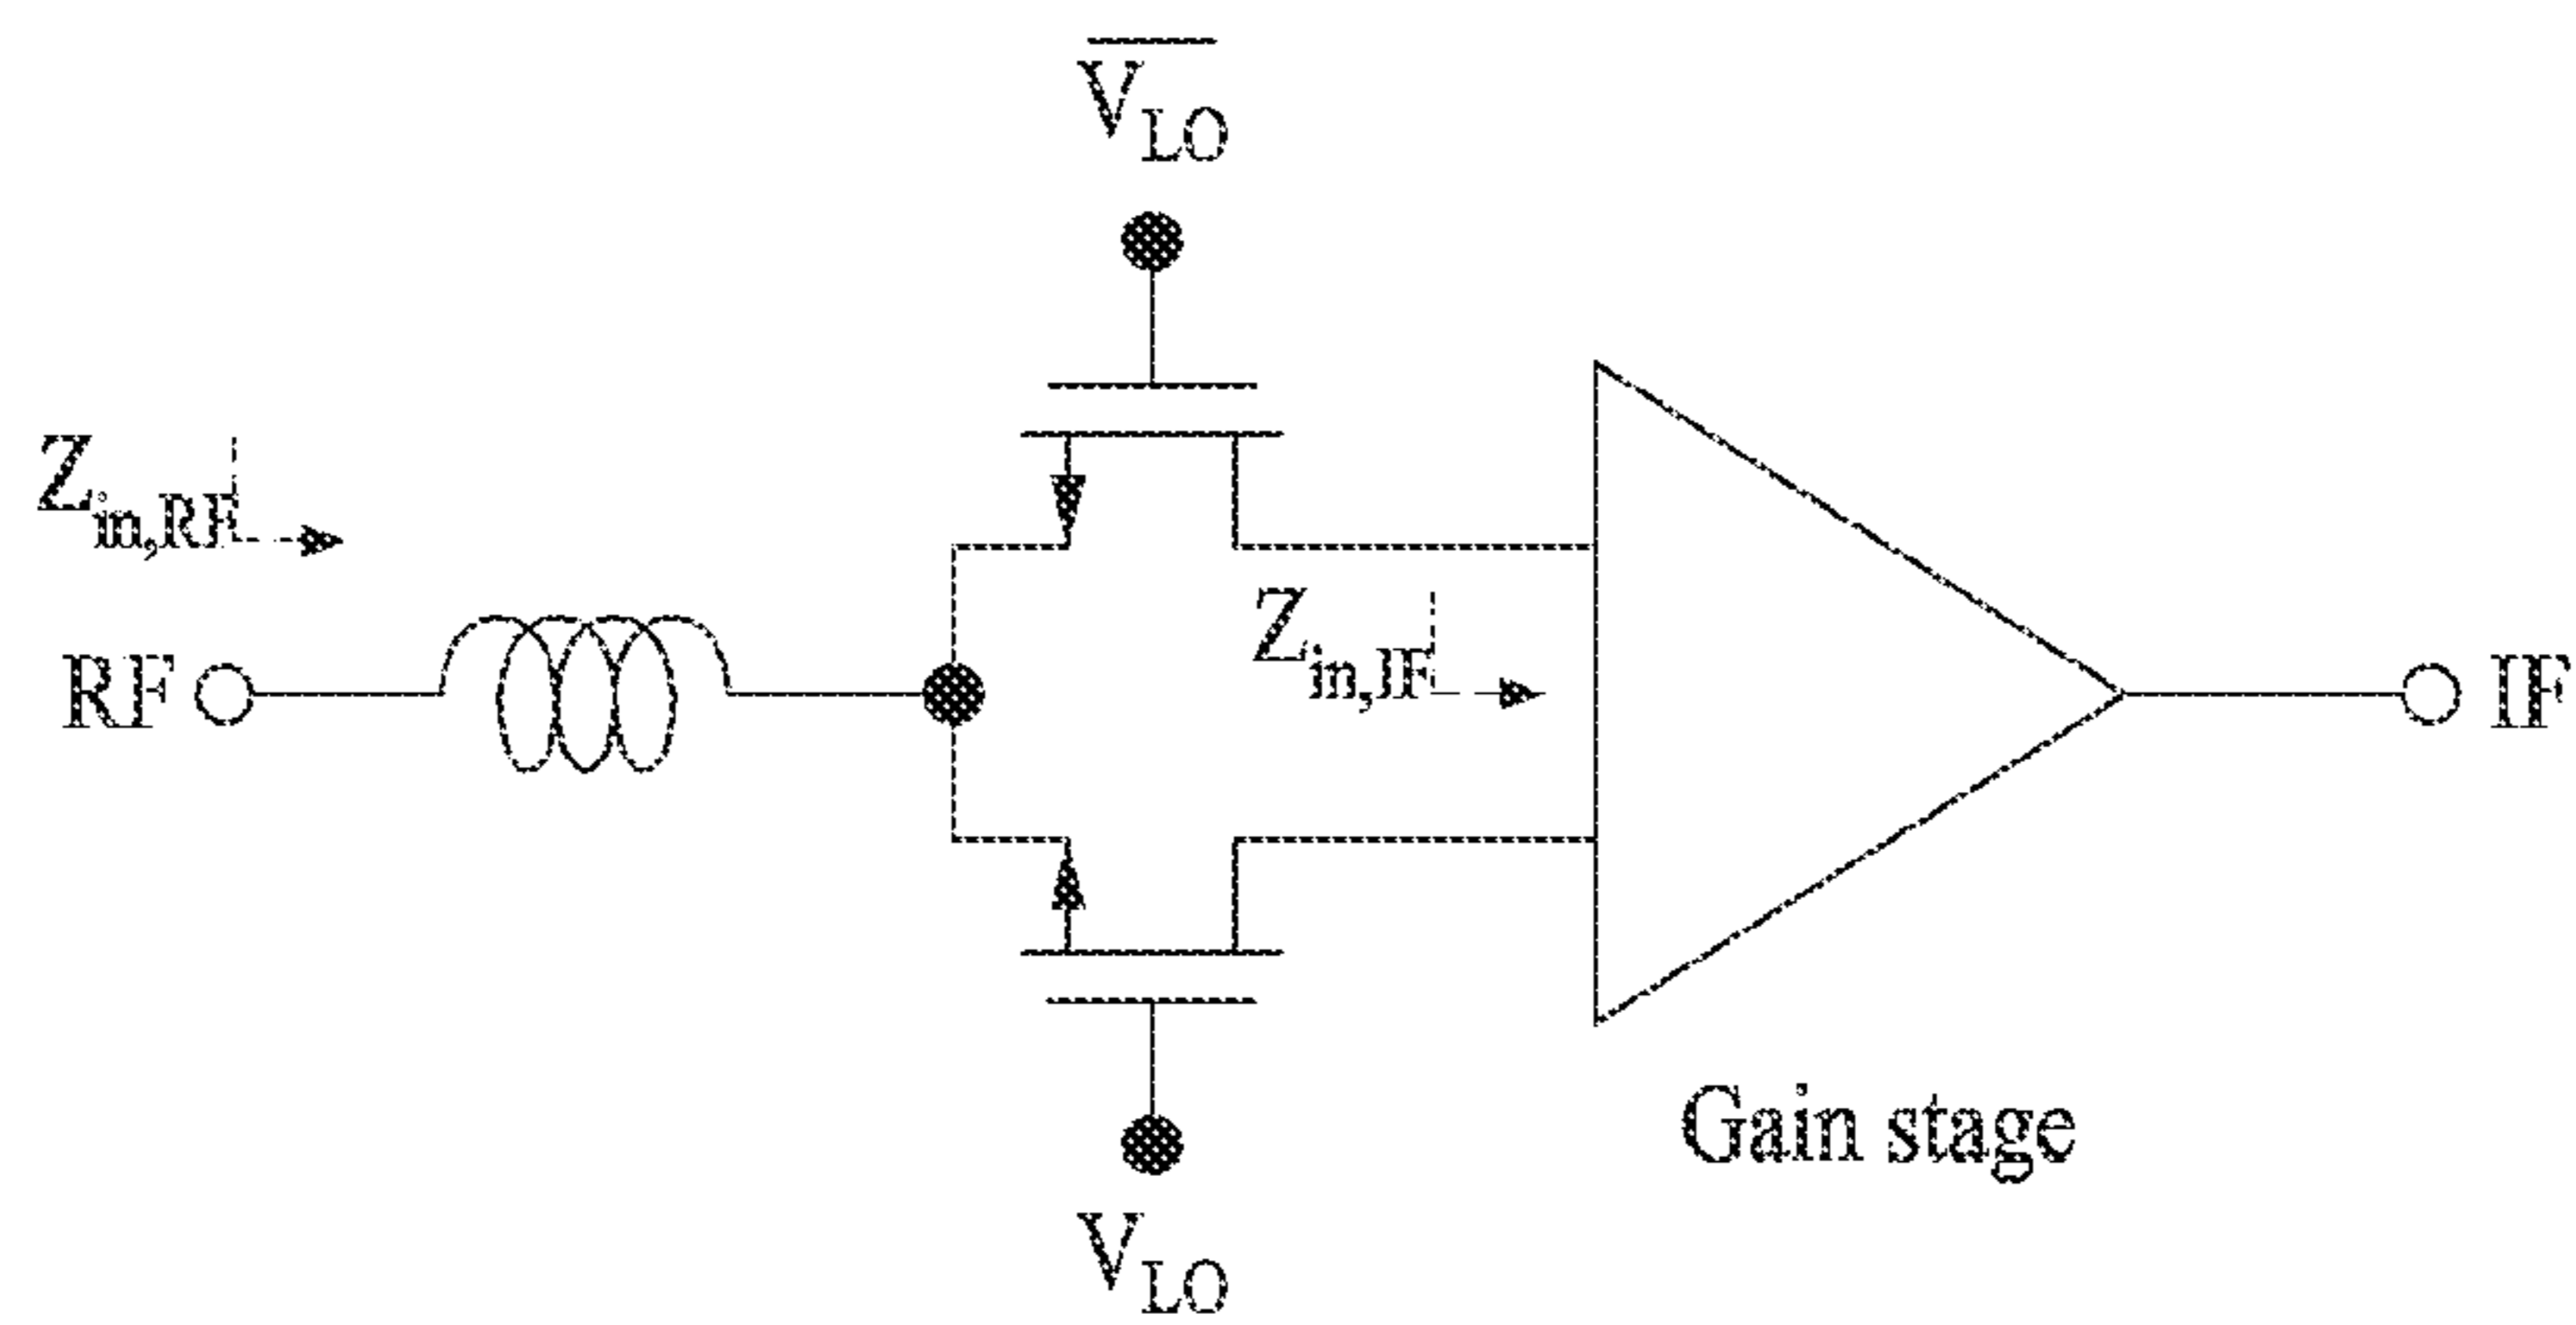 V̅LO
Zin,RF
RF
Zin,IF
IF
Gain stage
VLO